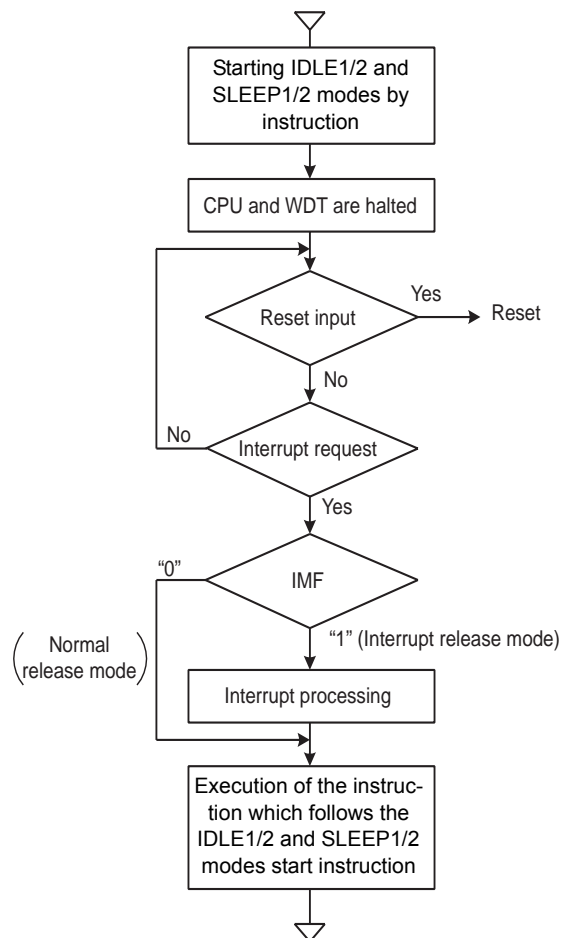 Starting IDLE1/2 and
SLEEP1/2 modes by
instruction
CPU and WDT are halted
Reset input
Yes
Reset
No
No
Interrupt request
Yes
“0”
IMF
“1” (Interrupt release mode)
Normal
release mode
Interrupt processing
Execution of the instruc-
tion which follows the
IDLE1/2 and SLEEP1/2
modes start instruction